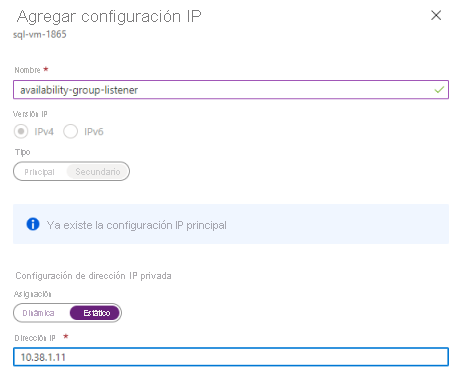 Agregar configuración IP
sql-vm-1865
Nombre *
availability-group-listener
Versión IP
IPv4 IPv6
Tipo
Principal Secundario
Ya existe la configuración IP principal
Configuración de dirección IP privada
Asignación
Dinámica Estático
Dirección IP *
10.38.1.11